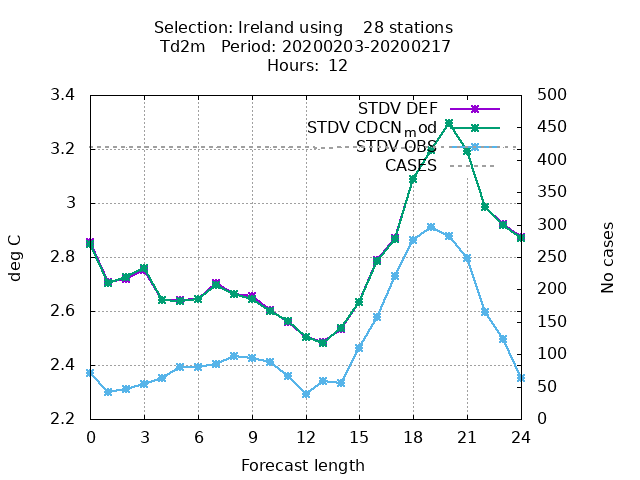 Selection: Ireland using    28 stations
Td2m   Period: 20200203-20200217
Hours: 12
STDV DEF
STDV CDCNmod
STDV OBS
CASES
3.4
3.2
3
2.8
2.6
2.4
2.2
deg C
500
450
400
350
300
250
200
150
100
50
0
No cases
0 3 6 9 12 15 18 21 24
Forecast length